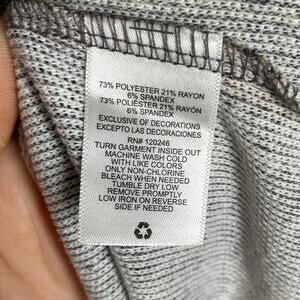 73% POLYESTER 21% RAYON
6% SPANDEX
73% POLIÉSTER 21% RAYON
6% SPANDEX
EXCLUSIVE OF DECORATIONS
EXCEPTO LAS DECORACIONES
RN# 120246
TURN GARMENT INSIDE OUT
MACHINE WASH COLD
WITH LIKE COLORS
ONLY NON-CHLORINE
BLEACH WHEN NEEDED
TUMBLE DRY LOW
REMOVE PROMPTLY
LOW IRON ON REVERSE
SIDE IF NEEDED